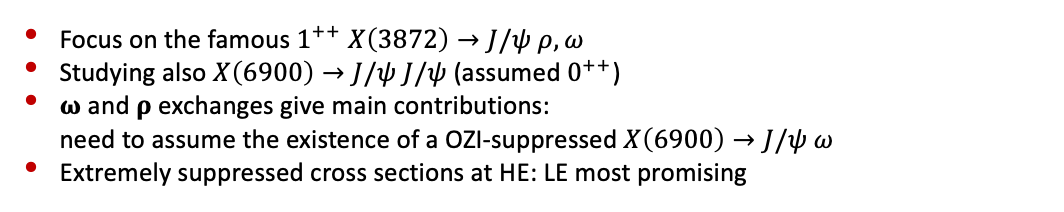 • Focus on the famous 1⁺⁺ 𝑋(3872) → 𝐽/𝜓 𝜌, 𝜔
• Studying also 𝑋(6900) → 𝐽/𝜓 𝐽/𝜓 (assumed 0⁺⁺)
• ω and ρ exchanges give main contributions:
need to assume the existence of a OZI-suppressed 𝑋(6900) → 𝐽/𝜓 𝜔
• Extremely suppressed cross sections at HE: LE most promising